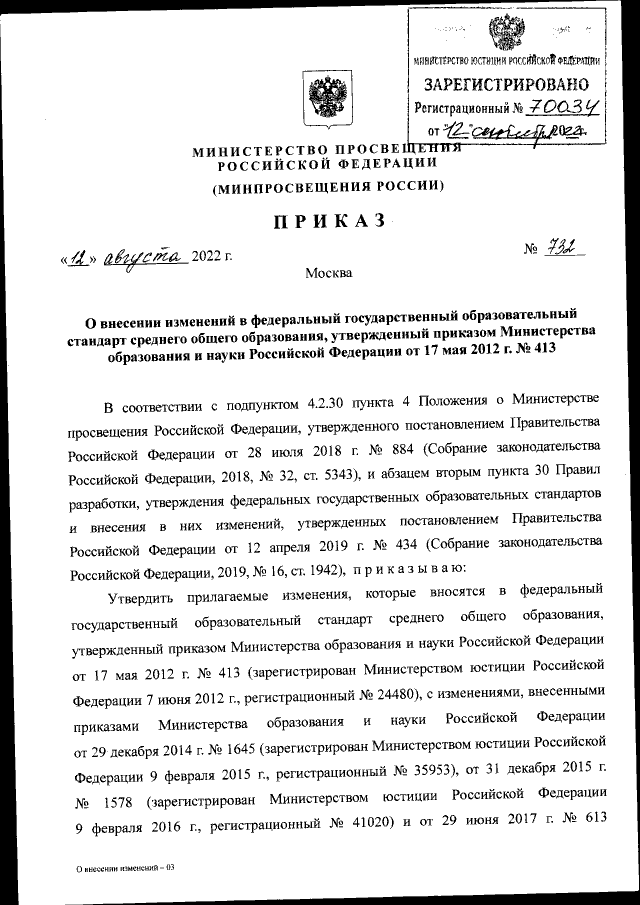 МИНИСТЕРСТВО ЮСТИЦИИ РОССИЙСКОЙ ФЕДЕРАЦИИ
ЗАРЕГИСТРИРОВАНО
Регистрационный № 70034
от "12" сентября 2022.
МИНИСТЕРСТВО ПРОСВЕЩЕНИЯ
РОССИЙСКОЙ ФЕДЕРАЦИИ
(МИНПРОСВЕЩЕНИЯ РОССИИ)
ПРИКАЗ
«12» августа 2022 г.
№ 732
Москва
О внесении изменений в федеральный государственный образовательный
стандарт среднего общего образования, утвержденный приказом Министерства
образования и науки Российской Федерации от 17 мая 2012 г. № 413
В соответствии с подпунктом 4.2.30 пункта 4 Положения о Министерстве
просвещения Российской Федерации, утвержденного постановлением Правительства
Российской Федерации от 28 июля 2018 г. № 884 (Собрание законодательства
Российской Федерации, 2018, № 32, ст. 5343), и абзацем вторым пункта 30 Правил
разработки, утверждения федеральных государственных образовательных стандартов
и внесения в них изменений, утвержденных постановлением Правительства
Российской Федерации от 12 апреля 2019 г. № 434 (Собрание законодательства
Российской Федерации, 2019, № 16, ст. 1942), п р и к а з ы в а ю:
Утвердить прилагаемые изменения, которые вносятся в федеральный
государственный образовательный стандарт среднего общего образования,
утвержденный приказом Министерства образования и науки Российской Федерации
от 17 мая 2012 г. № 413 (зарегистрирован Министерством юстиции Российской
Федерации 7 июня 2012 г., регистрационный № 24480), с изменениями, внесенными
приказами Министерства образования и науки Российской Федерации
от 29 декабря 2014 г. № 1645 (зарегистрирован Министерством юстиции Российской
Федерации 9 февраля 2015 г., регистрационный № 35953), от 31 декабря 2015 г.
№ 1578 (зарегистрирован Министерством юстиции Российской Федерации
9 февраля 2016 г., регистрационный № 41020) и от 29 июня 2017 г. № 613
О внесении изменений – 03